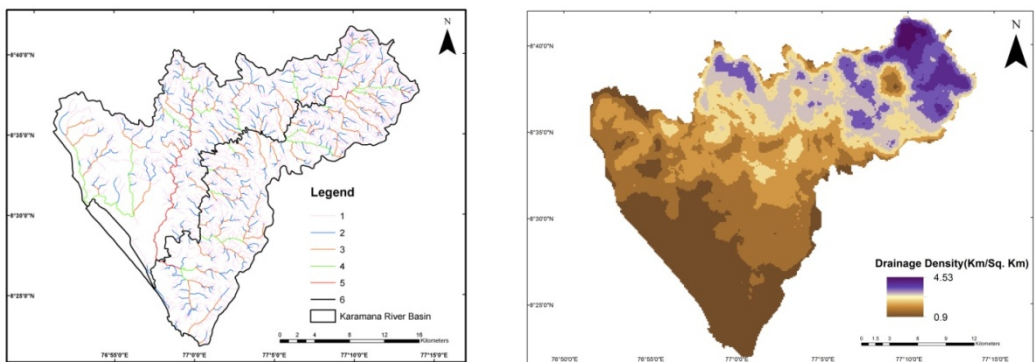 N
8°40'0"N
8°35'0"N
8°30'0"N
8°25'0"N
Legend
1
2
3
4
5
6
Karamana River Basin
0 2 4 8 12 16
Kilometers
76°55'0"E 77°0'0"E 77°5'0"E 77°10'0"E 77°15'0"E
N
8°40'0"N
8°35'0"N
8°30'0"N
8°25'0"N
Drainage Density(Km/Sq. Km)
4.53
0.9
0 1.5 3 6 9 12
Kilometers
76°50'0"E 76°55'0"E 77°0'0"E 77°5'0"E 77°10'0"E 77°15'0"E